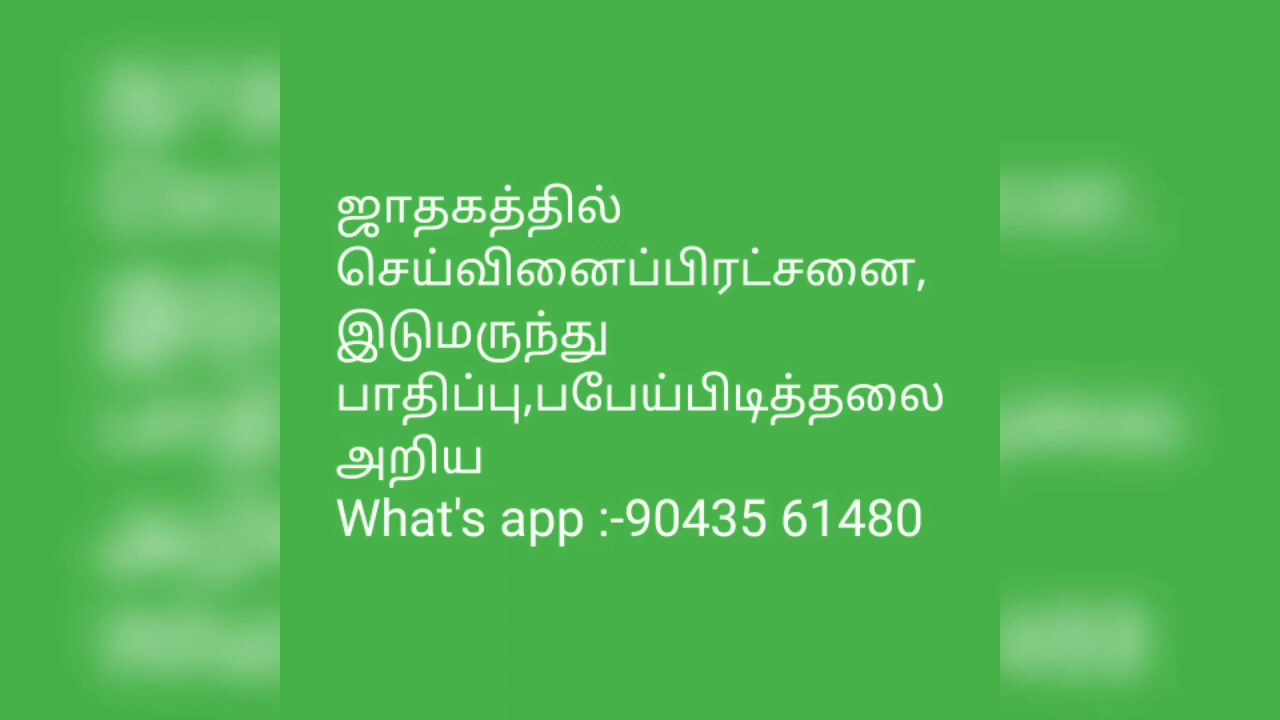 ஜாதகத்தில்
செய்வினைப்பிரட்சனை,
இடுமருந்து
பாதிப்பு,பபேய்பிடித்தலை
அறிய
What's app :-90435 61480